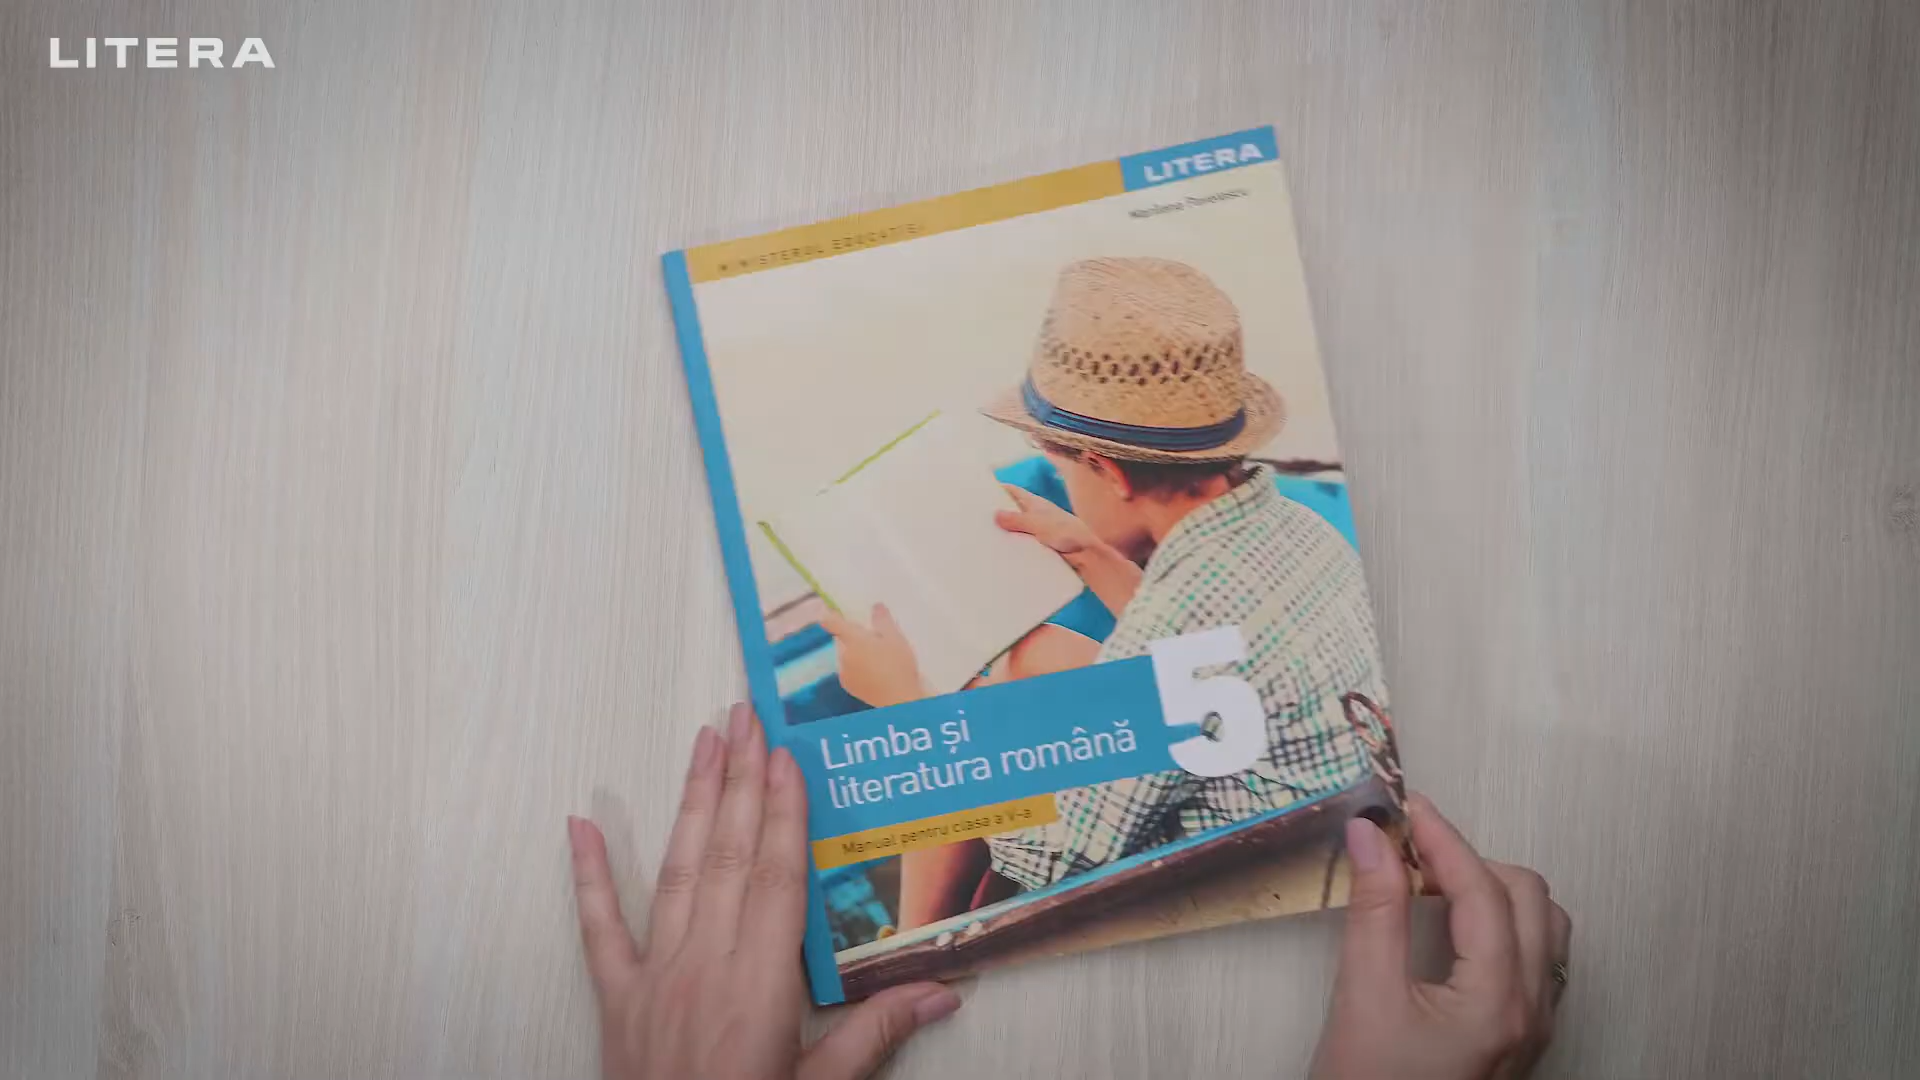 LITERA
LITERA
MINISTERUL EDUCAȚIEI
5
Limba și
literatura română
Manual pentru clasa a V-a